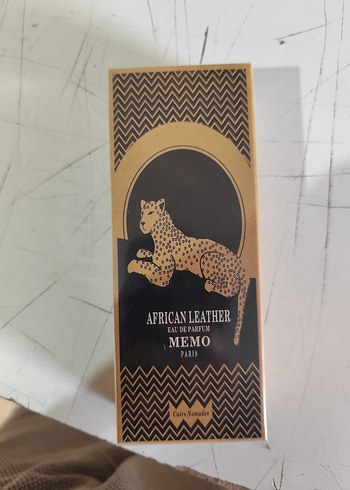 AFRICAN LEATHER
EAU DE PARFUM
MEMO
PARIS
Cuirs Nomades